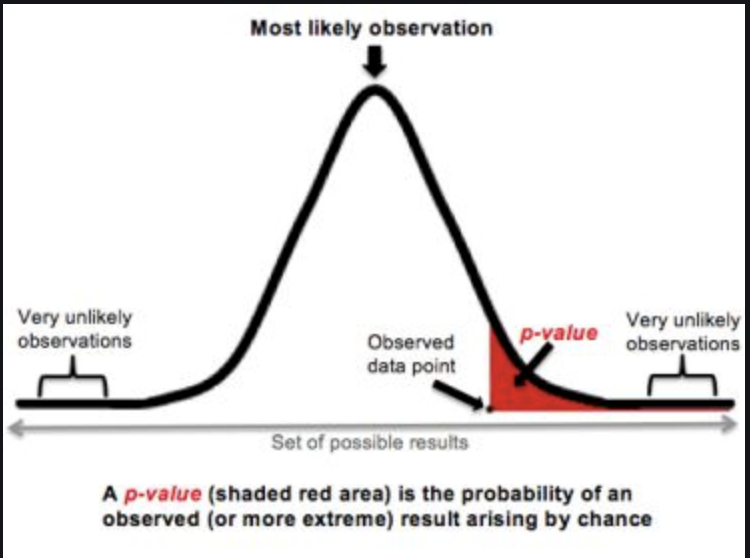 Most likely observation
Very unlikely
observations
Observed
data point
p-value
Very unlikely
observations
Set of possible results
A p-value (shaded red area) is the probability of an
observed (or more extreme) result arising by chance